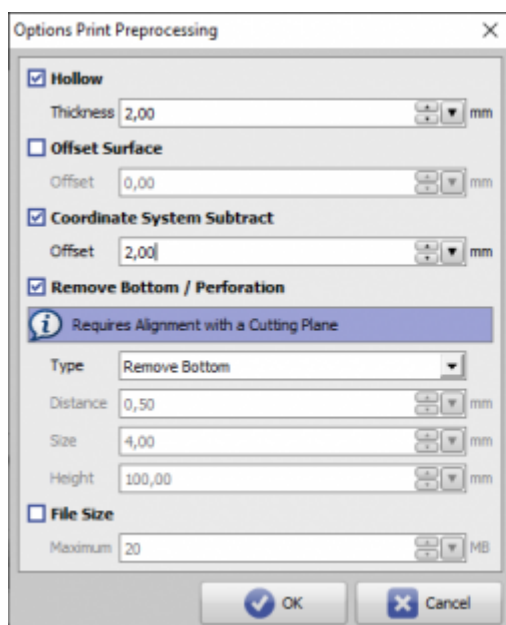 Options Print Preprocessing
Hollow
Thickness 2,00 mm
Offset Surface
Offset 0,00 mm
Coordinate System Subtract
Offset 2,00 mm
Remove Bottom / Perforation
Requires Alignment with a Cutting Plane
Type Remove Bottom
Distance 0,50 mm
Size 4,00 mm
Height 100,00 mm
File Size
Maximum 20 MB
OK Cancel